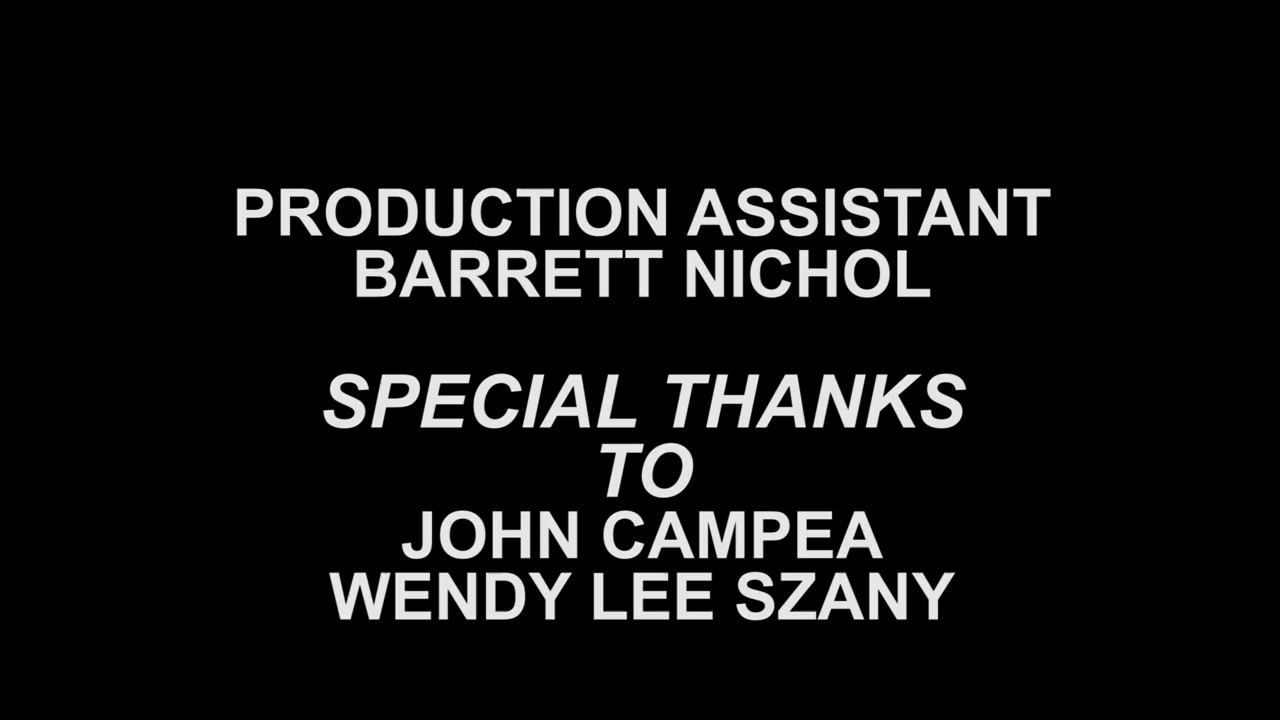 PRODUCTION ASSISTANT
BARRETT NICHOL
SPECIAL THANKS
TO
JOHN CAMPEA
WENDY LEE SZANY